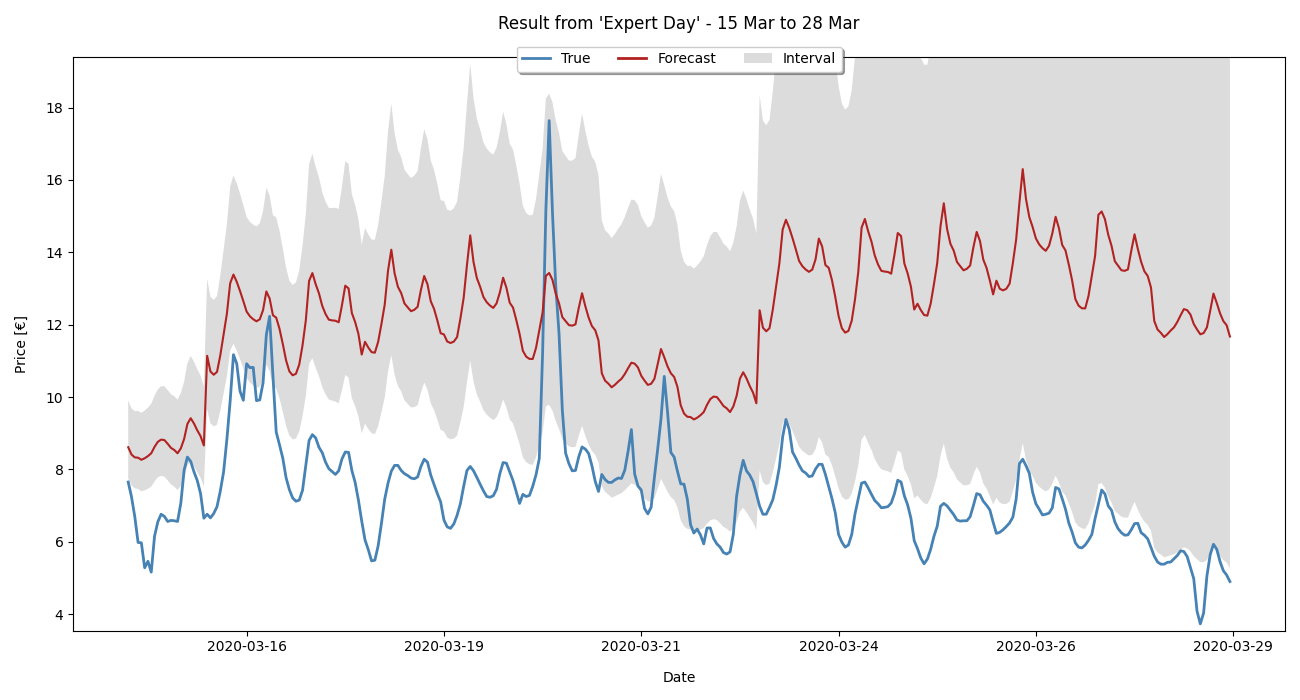 Result from 'Expert Day' - 15 Mar to 28 Mar
True Forecast Interval
Price [€]
18
16
14
12
10
8
6
4
2020-03-16 2020-03-19 2020-03-21 2020-03-24 2020-03-26 2020-03-29
Date